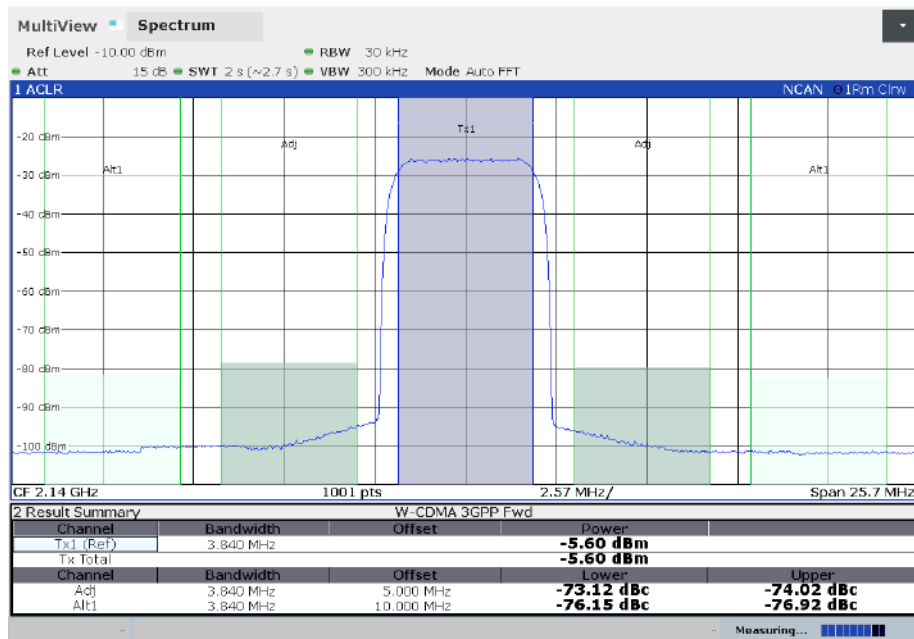 MultiView Spectrum
Ref Level -10.00 dBm RBW 30 kHz
Att 15 dB SWT 2 s (~2.7 s) VBW 300 kHz Mode Auto FFT
1 ACLR NCAN 1Rm Clrw
Tx1
-20 dBm
Adj Adj
Alt1 Alt1
-30 dBm
-40 dBm
-50 dBm
-60 dBm
-70 dBm
-80 dBm
-90 dBm
-100 dBm
CF 2.14 GHz 1001 pts 2.57 MHz/ Span 25.7 MHz
2 Result Summary W-CDMA 3GPP Fwd
Channel Bandwidth Offset Power
Tx1 (Ref) 3.840 MHz -5.60 dBm
Tx Total -5.60 dBm
Channel Bandwidth Offset Lower Upper
Adj 3.840 MHz 5.000 MHz -73.12 dBc -74.02 dBc
Alt1 3.840 MHz 10.000 MHz -76.15 dBc -76.92 dBc
Measuring...